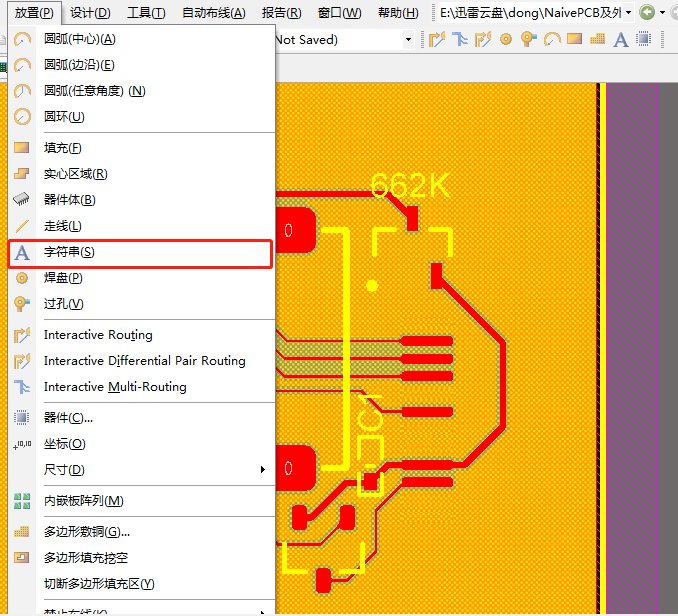 放置(P) 设计(D) 工具(T) 自动布线(A) 报告(R) 窗口(W) 帮助(H) E:\迅雷云盘\dong\NaivePCB及外
圆弧(中心)(A)
Not Saved)
圆弧(边沿)(E)
圆弧(任意角度) (N)
圆环(U)
填充(F)
实心区域(R)
器件体(B)
走线(L)
字符串(S)
焊盘(P)
过孔(V)
Interactive Routing
Interactive Differential Pair Routing
Interactive Multi-Routing
器件(C)...
坐标(O)
尺寸(D)
内嵌板阵列(M)
多边形敷铜(G)...
多边形填充挖空
切断多边形填充区(Y)
禁止布线(K)
662K
0
C1
0